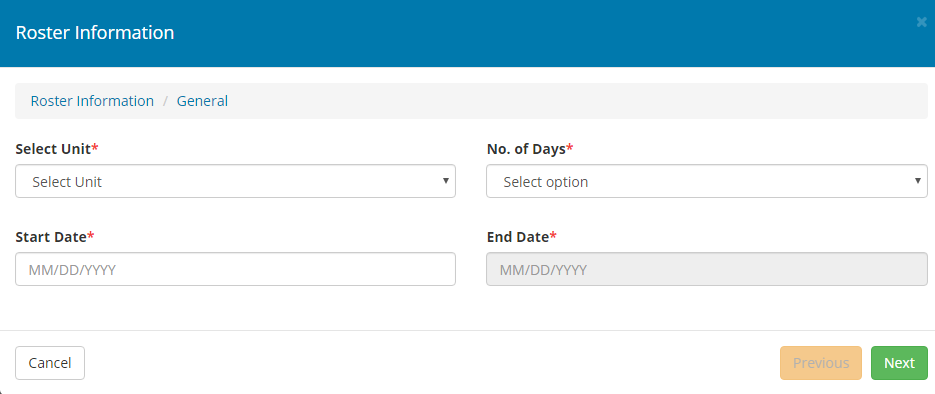 Roster Information
×
Roster Information / General
Select Unit*
No. of Days*
Select Unit
Select option
Start Date*
End Date*
MM/DD/YYYY
MM/DD/YYYY
Cancel
Previous
Next